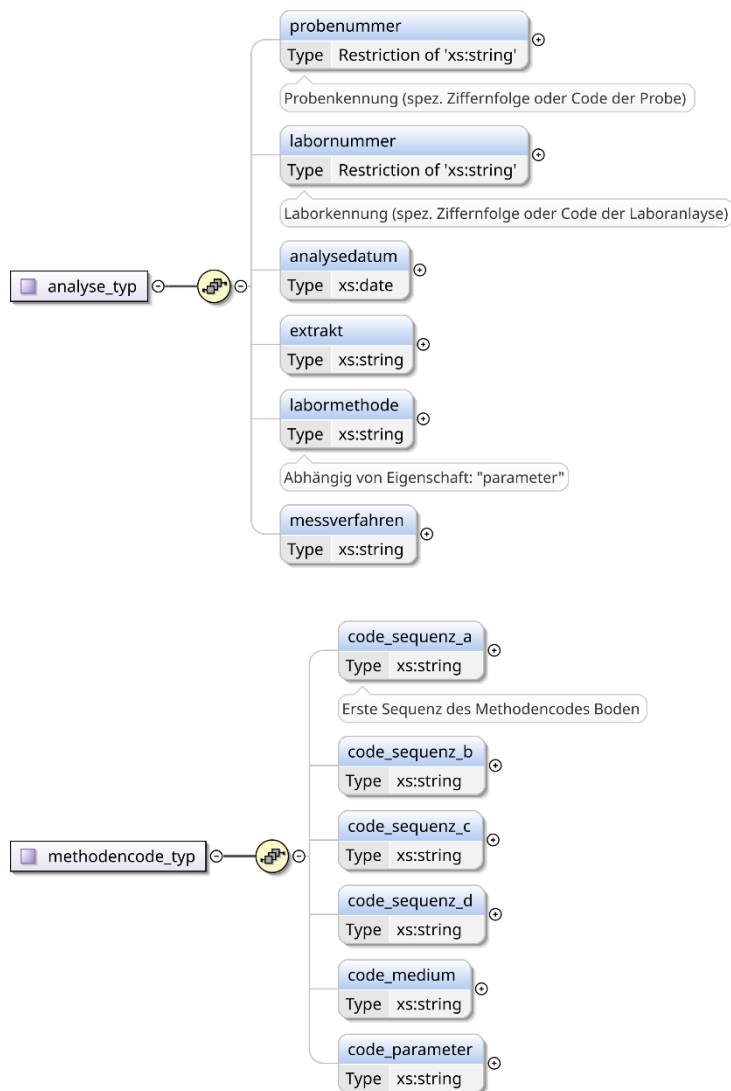 probenummer
Type Restriction of 'xs:string'
Probenkennung (spez. Ziffernfolge oder Code der Probe)
labornummer
Type Restriction of 'xs:string'
Laborkennung (spez. Ziffernfolge oder Code der Laboranlayse)
analysedatum
Type xs:date
analyse_typ
extrakt
Type xs:string
labormethode
Type xs:string
Abhängig von Eigenschaft: "parameter"
messverfahren
Type xs:string
code_sequenz_a
Type xs:string
Erste Sequenz des Methodencodes Boden
code_sequenz_b
Type xs:string
code_sequenz_c
Type xs:string
methodencode_typ
code_sequenz_d
Type xs:string
code_medium
Type xs:string
code_parameter
Type xs:string